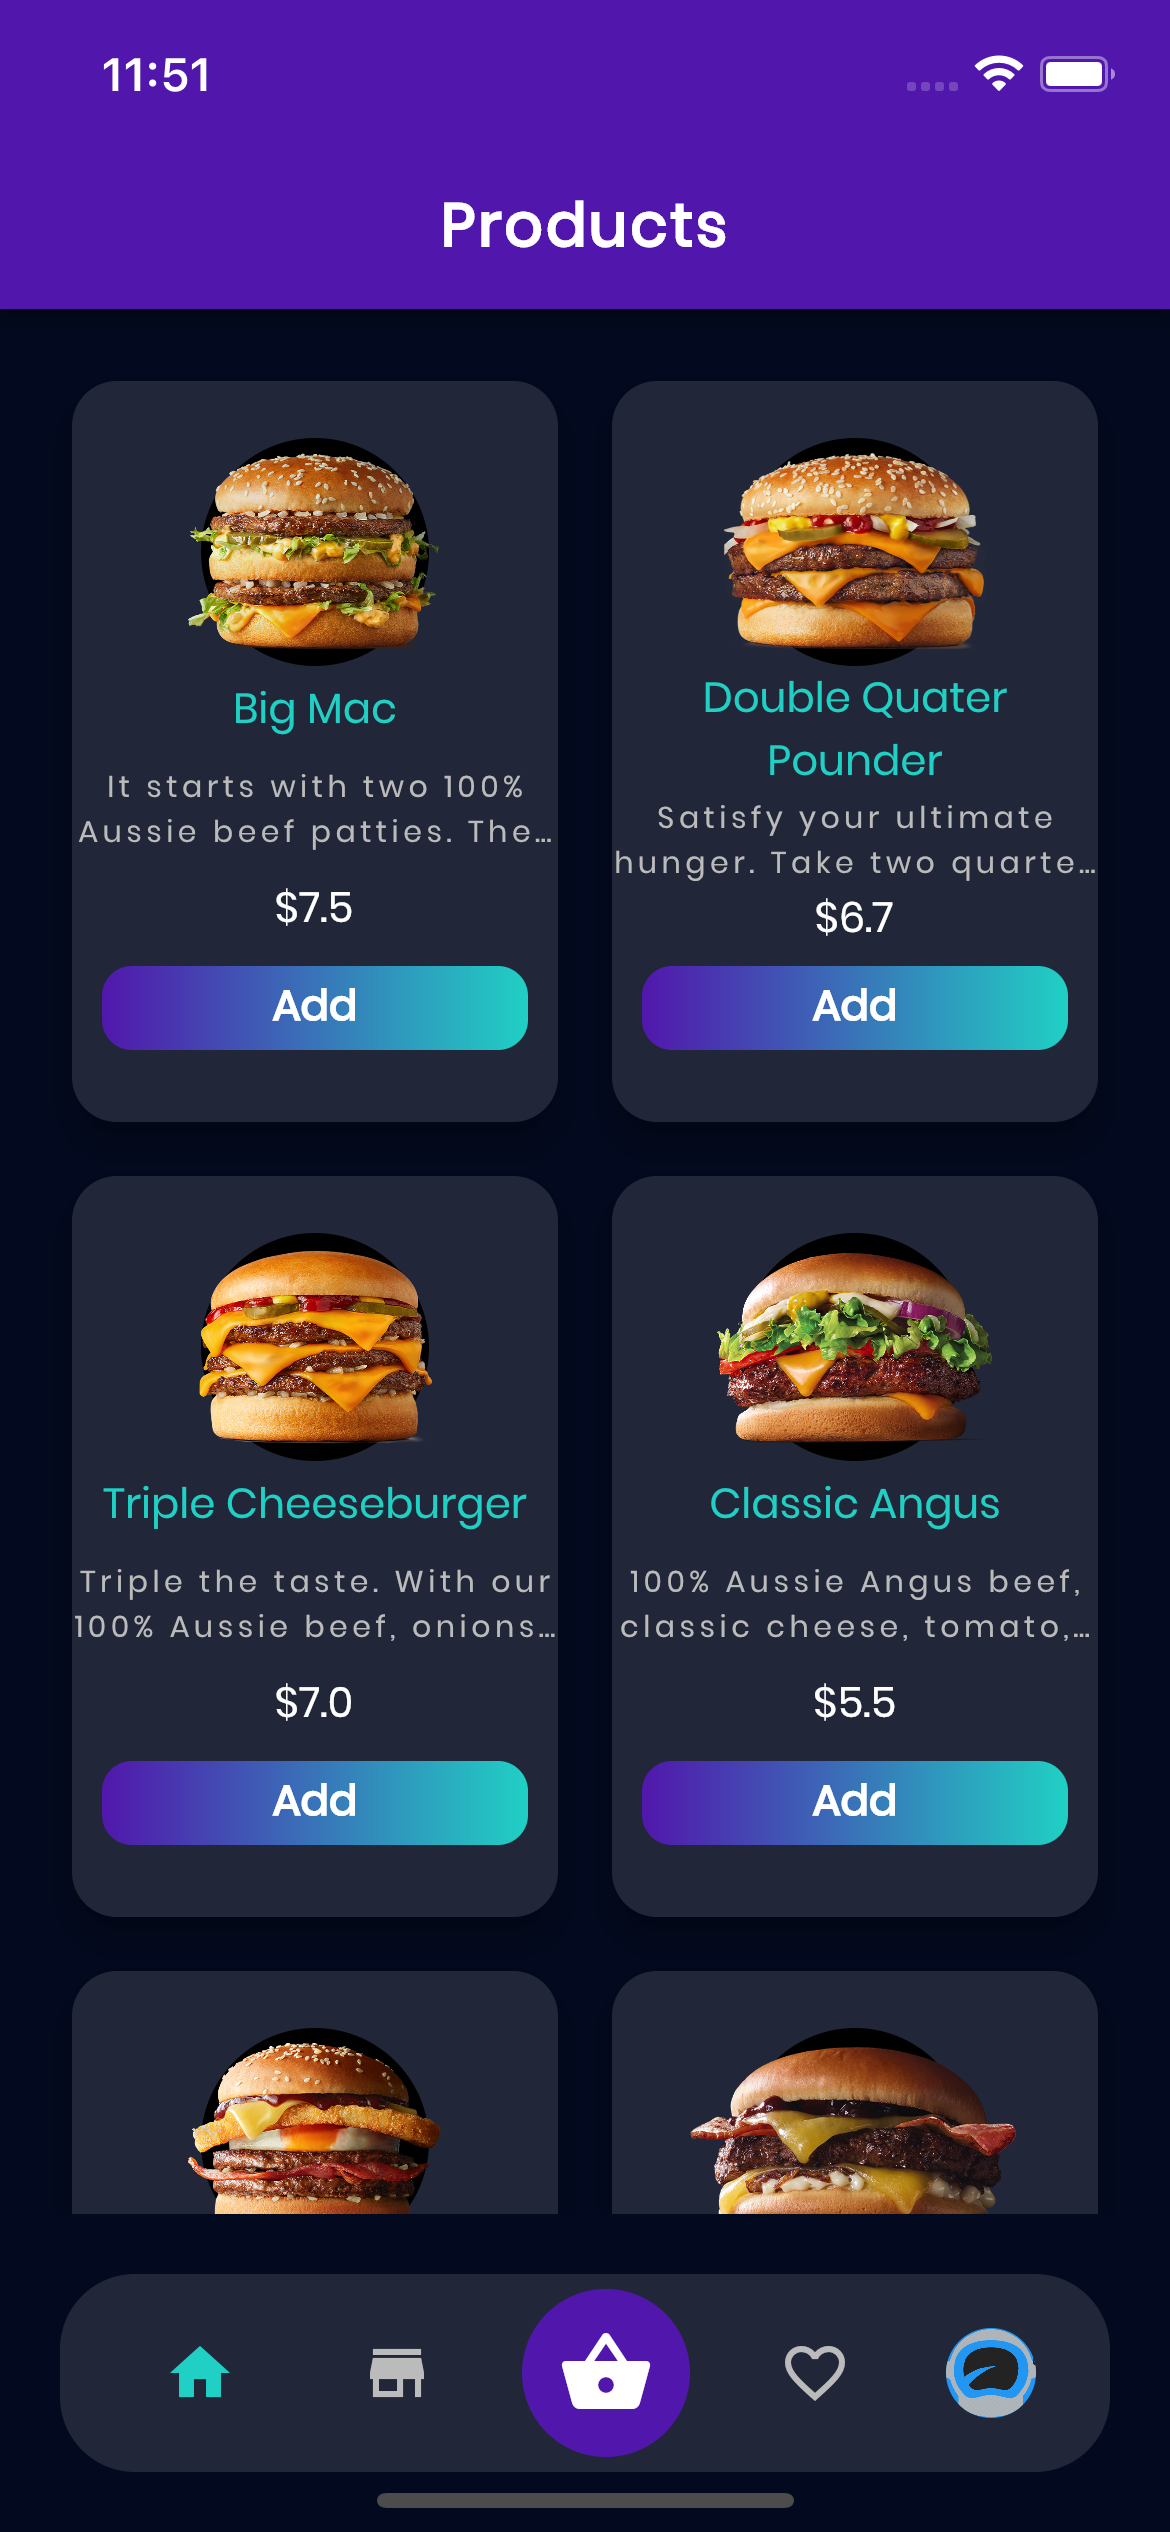 11:51
Products
Big Mac
It starts with two 100%
Aussie beef patties. The…
$7.5
Add
Double Quater
Pounder
Satisfy your ultimate
hunger. Take two quarte…
$6.7
Add
Triple Cheeseburger
Triple the taste. With our
100% Aussie beef, onions…
$7.0
Add
Classic Angus
100% Aussie Angus beef,
classic cheese, tomato,…
$5.5
Add